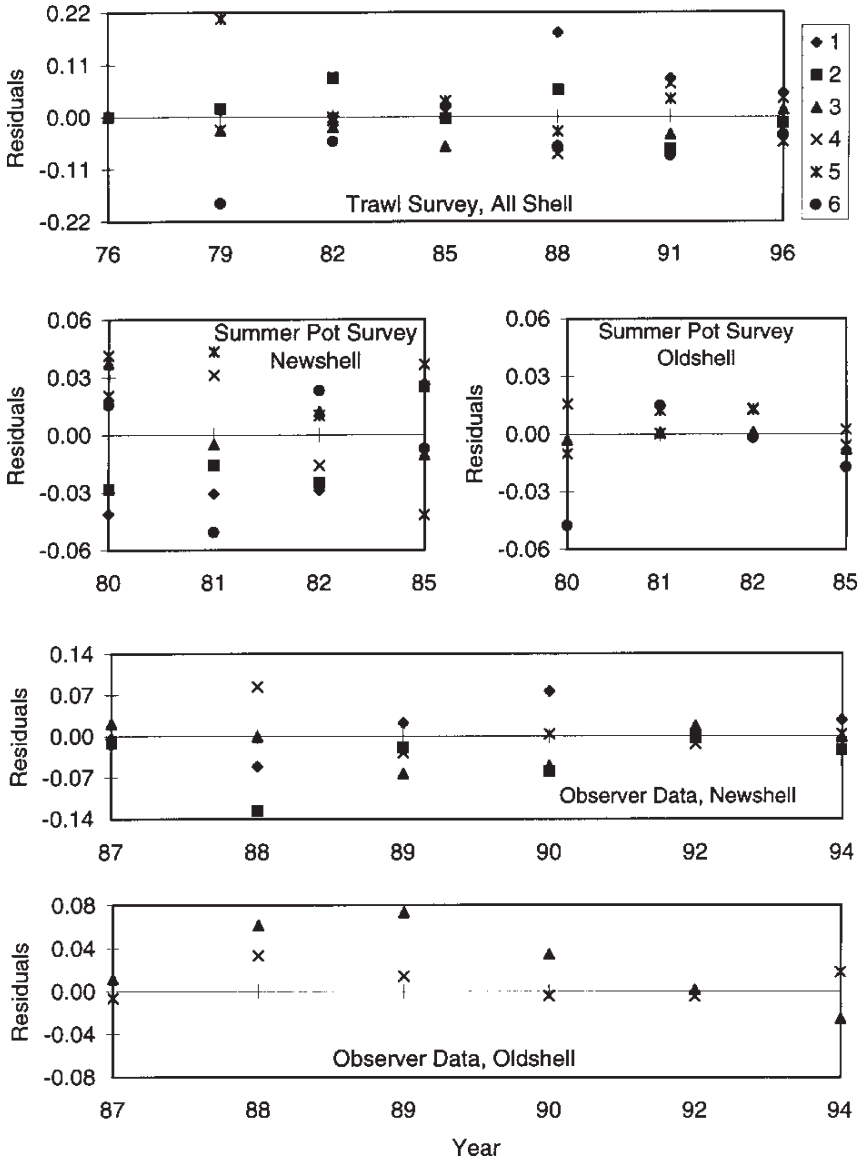 0.22
0.11
0.00
-0.11
-0.22
Residuals
Trawl Survey, All Shell
76 79 82 85 88 91 96
1
2
3
4
5
6
0.06
0.03
0.00
-0.03
-0.06
Residuals
Summer Pot Survey
Newshell
80 81 82 85
0.06
0.03
0.00
-0.03
-0.06
Residuals
Summer Pot Survey
Oldshell
80 81 82 85
0.14
0.07
0.00
-0.07
-0.14
Residuals
Observer Data, Newshell
87 88 89 90 92 94
0.08
0.04
0.00
-0.04
-0.08
Residuals
Observer Data, Oldshell
87 88 89 90 92 94
Year